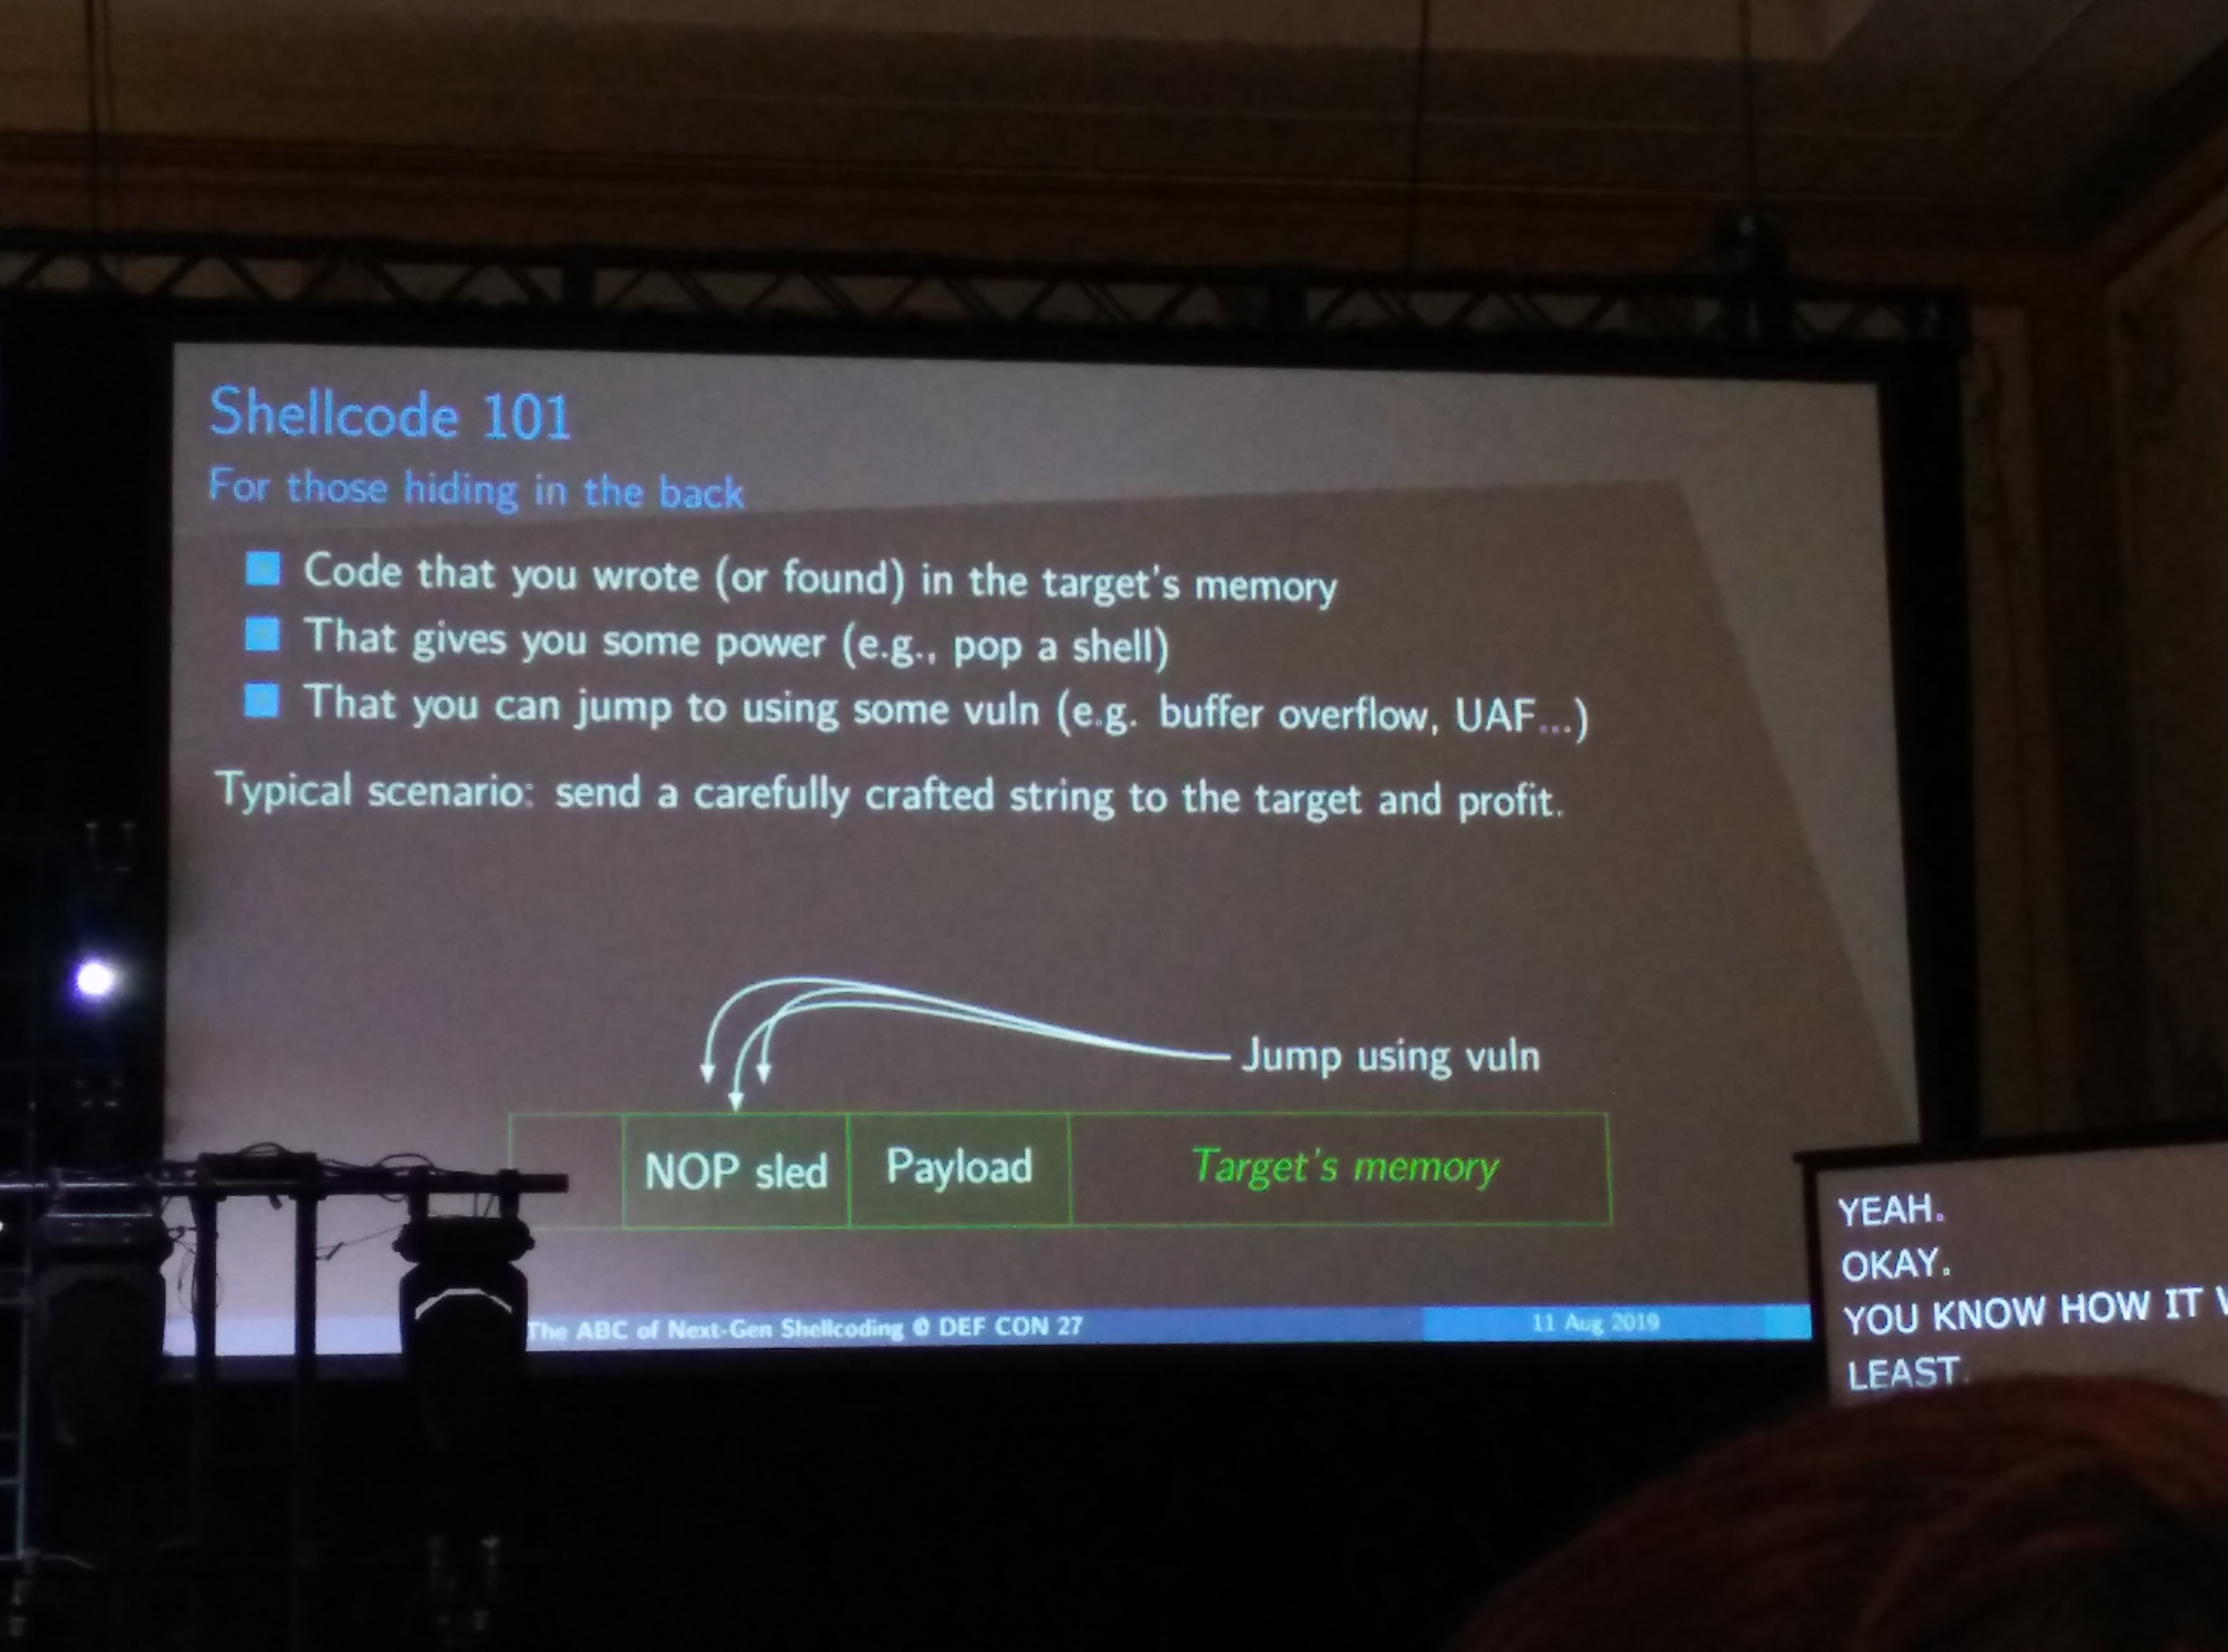 Shellcode 101
For those hiding in the back
Code that you wrote (or found) in the target's memory
That gives you some power (e.g., pop a shell)
That you can jump to using some vuln (e.g. buffer overflow, UAF...)
Typical scenario: send a carefully crafted string to the target and profit.
Jump using vuln
NOP sled Payload Target's memory
The ABC of Next-Gen Shellcoding @ DEF CON 27 11 Aug 2019
YEAH.
OKAY.
YOU KNOW HOW IT
LEAST.